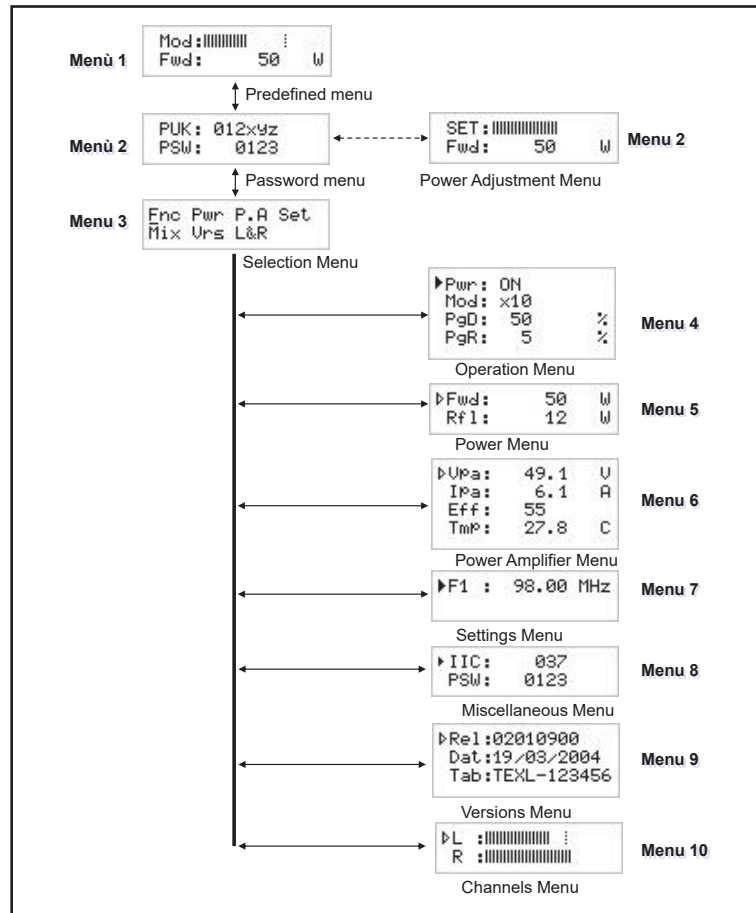 Menù 1
Mod:
Fwd: 50 W
Predefined menu
Menù 2
PUK: 012xyz
PSW: 0123
SET:
Fwd: 50 W
Menu 2
Password menu
Power Adjustment Menu
Menu 3
Fnc Pwr P.A Set
Mix Vrs L&R
Selection Menu
Pwr: ON
Mod: x10
PgD: 50 %
PgR: 5 %
Menu 4
Operation Menu
Fwd: 50 W
Rfl: 12 W
Menu 5
Power Menu
Vpa: 49.1 V
Ipa: 6.1 A
Eff: 55
Tmp: 27.8 C
Menu 6
Power Amplifier Menu
F1 : 98.00 MHz
Menu 7
Settings Menu
IIC: 037
PSW: 0123
Menu 8
Miscellaneous Menu
Rel:02010900
Dat:19/03/2004
Tab:TEXL-123456
Menu 9
Versions Menu
L :
R :
Menu 10
Channels Menu